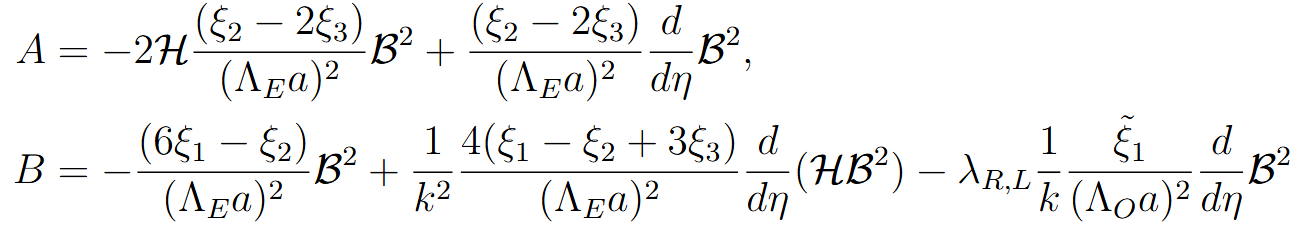 $A = -2\mathcal{H}\frac{(\xi_2 - 2\xi_3)}{(\Lambda_E a)^2}\mathcal{B}^2 + \frac{(\xi_2 - 2\xi_3)}{(\Lambda_E a)^2}\frac{d}{d\eta}\mathcal{B}^2,$
$B = -\frac{(6\xi_1 - \xi_2)}{(\Lambda_E a)^2}\mathcal{B}^2 + \frac{1}{k^2}\frac{4(\xi_1 - \xi_2 + 3\xi_3)}{(\Lambda_E a)^2}\frac{d}{d\eta}(\mathcal{H}\mathcal{B}^2) - \lambda_{R,L}\frac{1}{k}\frac{\tilde{\xi}_1}{(\Lambda_O a)^2}\frac{d}{d\eta}\mathcal{B}^2$